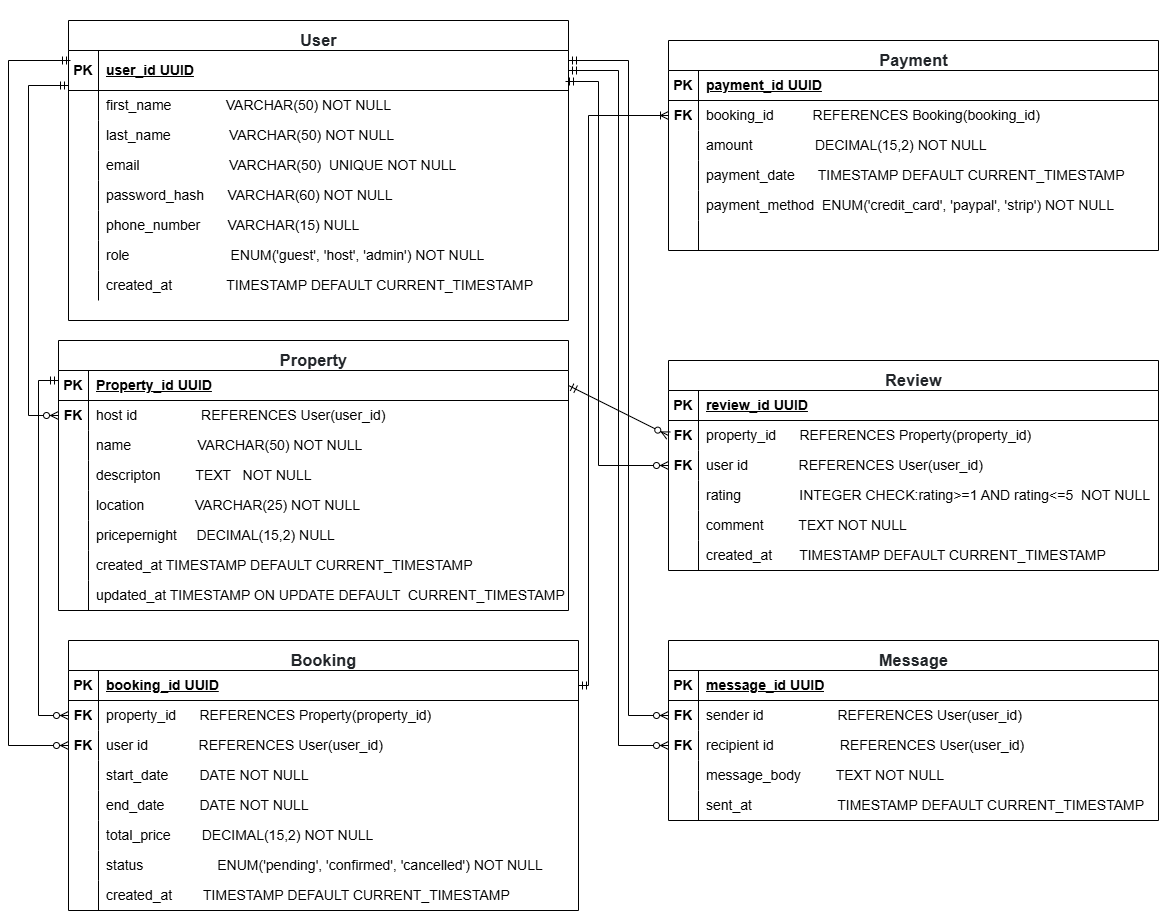 User
PK user_id UUID
first_name VARCHAR(50) NOT NULL
last_name VARCHAR(50) NOT NULL
email VARCHAR(50) UNIQUE NOT NULL
password_hash VARCHAR(60) NOT NULL
phone_number VARCHAR(15) NULL
role ENUM('guest', 'host', 'admin') NOT NULL
created_at TIMESTAMP DEFAULT CURRENT_TIMESTAMP
Payment
PK payment_id UUID
FK booking_id REFERENCES Booking(booking_id)
amount DECIMAL(15,2) NOT NULL
payment_date TIMESTAMP DEFAULT CURRENT_TIMESTAMP
payment_method ENUM('credit_card', 'paypal', 'strip') NOT NULL
Property
PK Property_id UUID
FK host id REFERENCES User(user_id)
name VARCHAR(50) NOT NULL
descripton TEXT NOT NULL
location VARCHAR(25) NOT NULL
pricepernight DECIMAL(15,2) NULL
created_at TIMESTAMP DEFAULT CURRENT_TIMESTAMP
updated_at TIMESTAMP ON UPDATE DEFAULT CURRENT_TIMESTAMP
Review
PK review_id UUID
FK property_id REFERENCES Property(property_id)
FK user id REFERENCES User(user_id)
rating INTEGER CHECK:rating>=1 AND rating<=5 NOT NULL
comment TEXT NOT NULL
created_at TIMESTAMP DEFAULT CURRENT_TIMESTAMP
Booking
PK booking_id UUID
FK property_id REFERENCES Property(property_id)
FK user id REFERENCES User(user_id)
start_date DATE NOT NULL
end_date DATE NOT NULL
total_price DECIMAL(15,2) NOT NULL
status ENUM('pending', 'confirmed', 'cancelled') NOT NULL
created_at TIMESTAMP DEFAULT CURRENT_TIMESTAMP
Message
PK message_id UUID
FK sender id REFERENCES User(user_id)
FK recipient id REFERENCES User(user_id)
message_body TEXT NOT NULL
sent_at TIMESTAMP DEFAULT CURRENT_TIMESTAMP